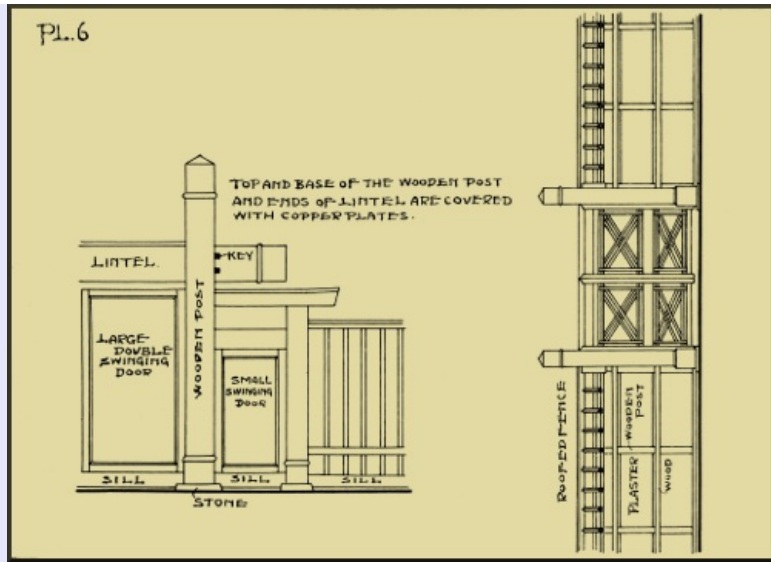 PL.6
TOP AND BASE OF THE WOODEN POST
AND ENDS OF LINTEL ARE COVERED
WITH COPPER PLATES.
LINTEL.
KEY
WOODEN POST
LARGE
DOUBLE
SWINGING
DOOR
SMALL
SWINGING
DOOR
SILL
SILL
SILL
STONE
ROOFED FENCE
PLASTER
WOODEN POST
WOOD